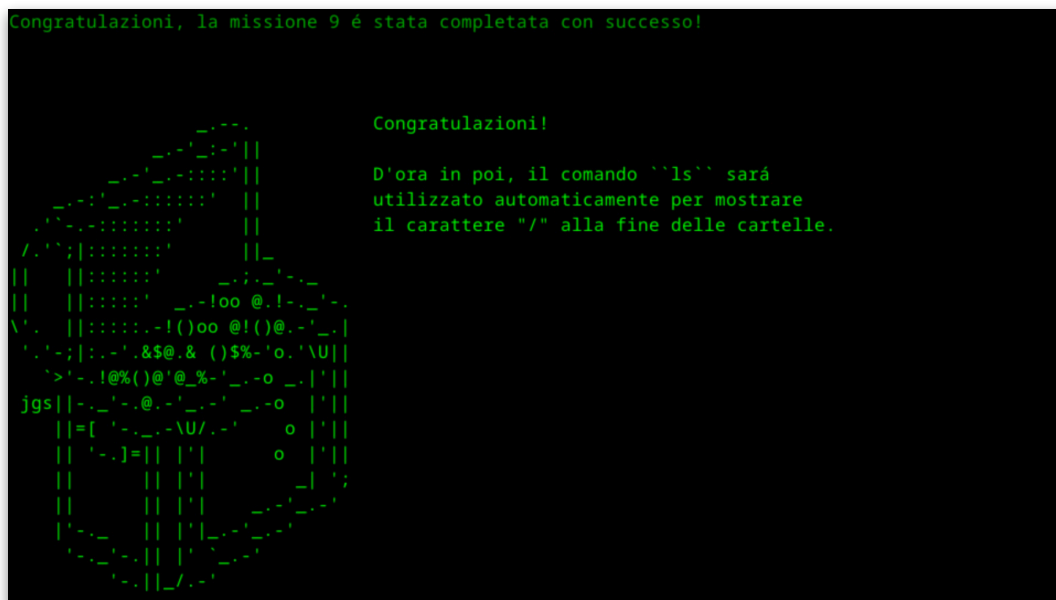 Congratulazioni, la missione 9 é stata completata con successo!
Congratulazioni!
D'ora in poi, il comando ``ls`` sará
utilizzato automaticamente per mostrare
il carattere "/" alla fine delle cartelle.
jgs